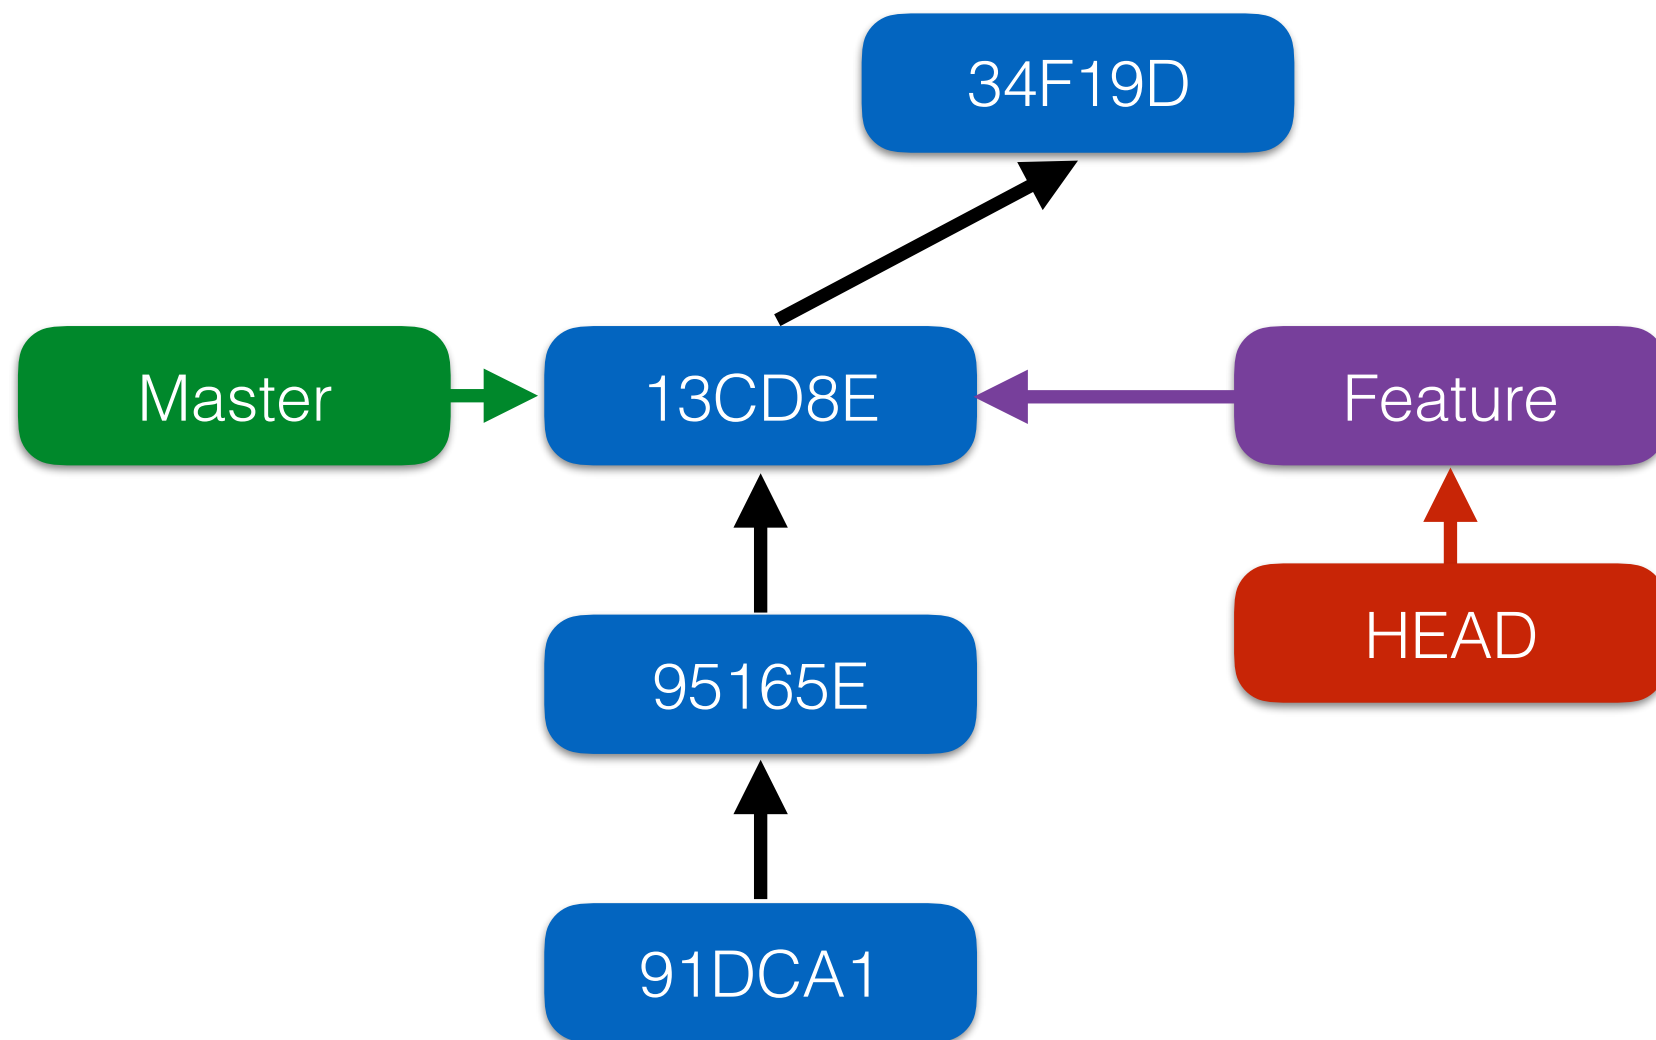 34F19D
Master
13CD8E
Feature
95165E
HEAD
91DCA1